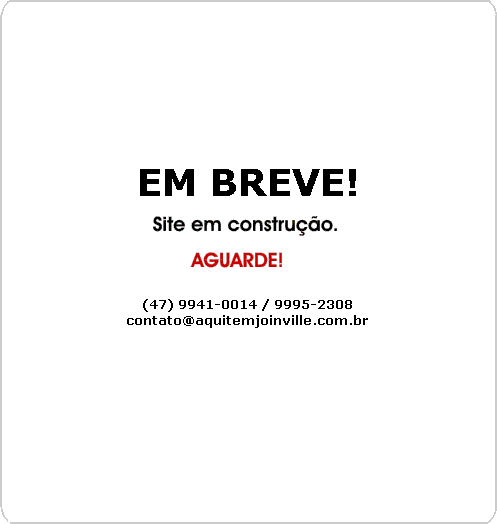 EM BREVE!
Site em construção.
AGUARDE!
(47) 9941-0014 / 9995-2308
contato@aquitemjoinville.com.br